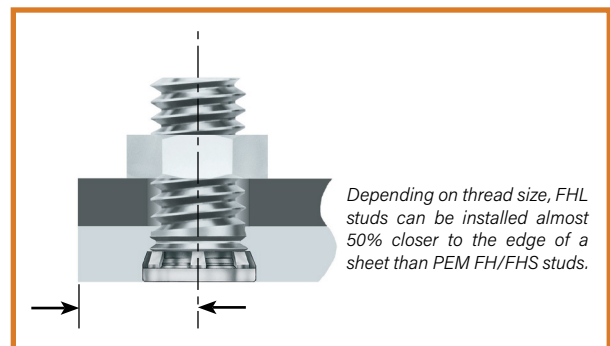 Depending on thread size, FHL
studs can be installed almost
50% closer to the edge of a
sheet than PEM FH/FHS studs.